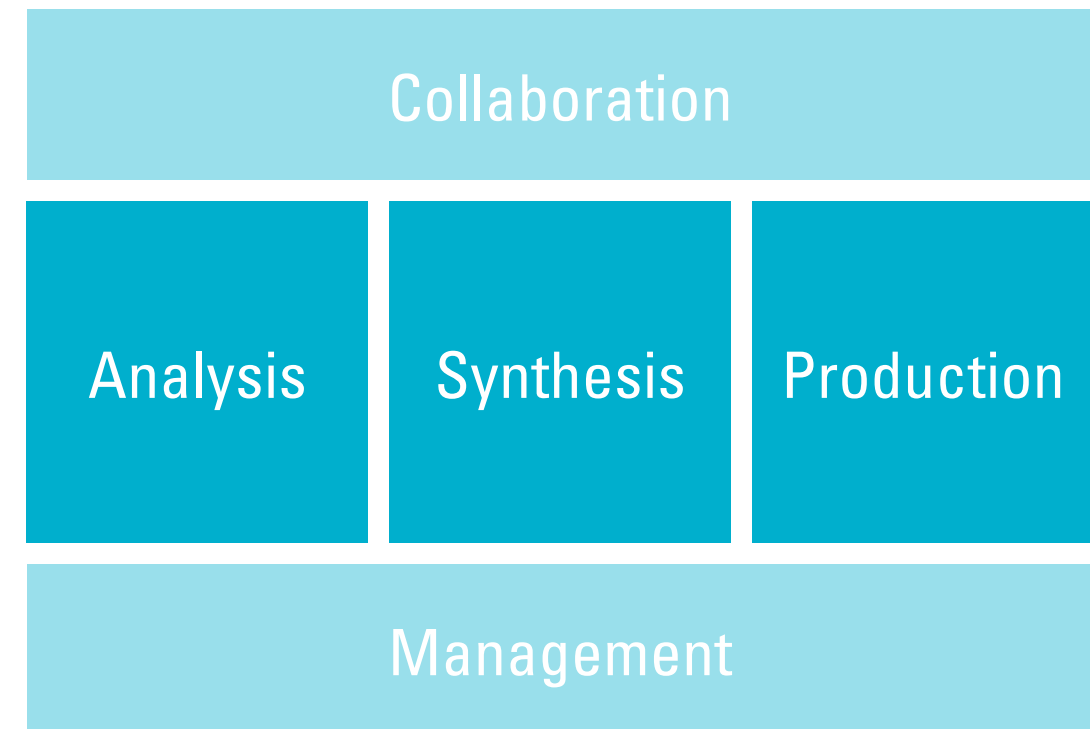 Collaboration
Analysis
Synthesis
Production
Management